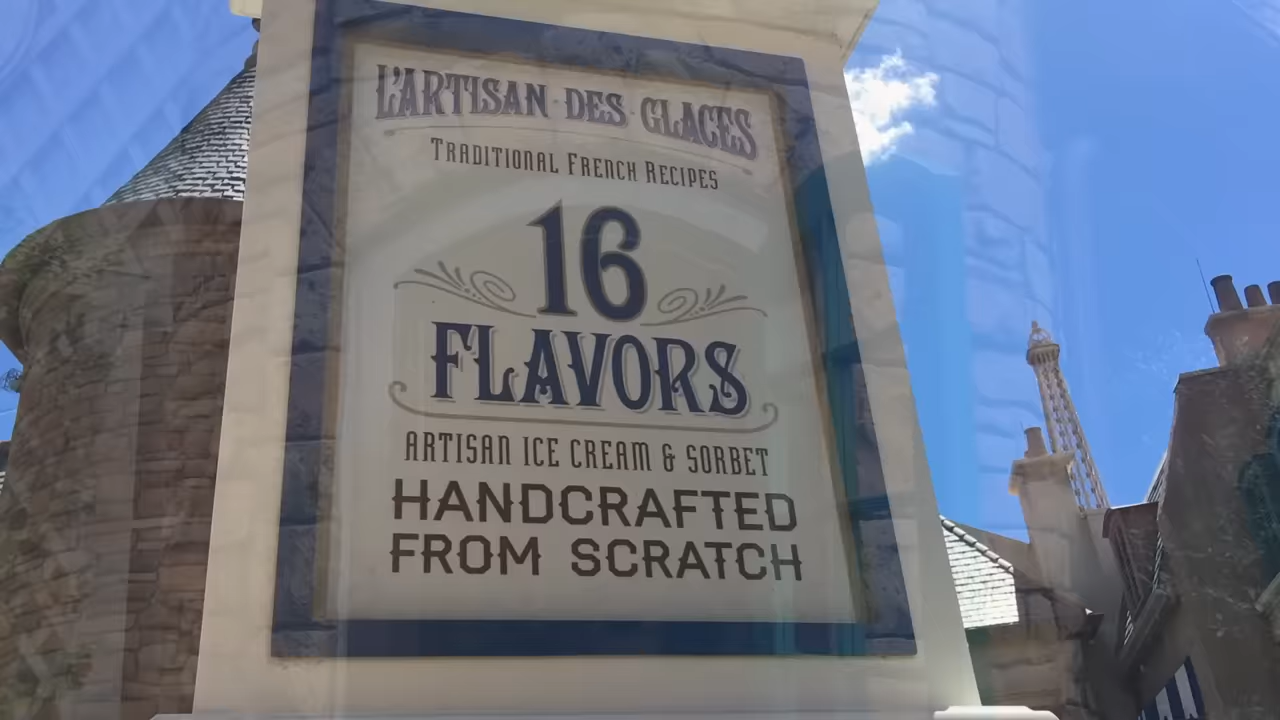 L'ARTISAN DES GLACES
TRADITIONAL FRENCH RECIPES
16
FLAVORS
ARTISAN ICE CREAM & SORBET
HANDCRAFTED
FROM SCRATCH